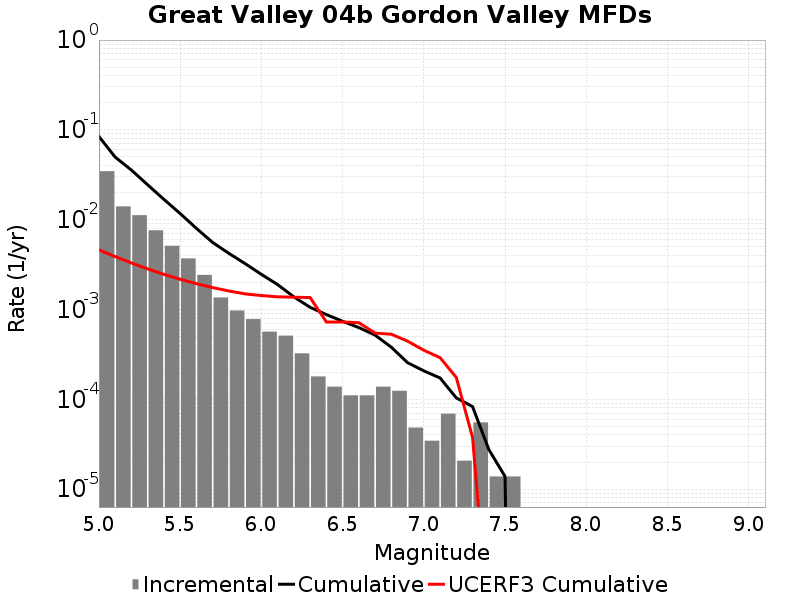 Great Valley 04b Gordon Valley MFDs
10^0
10^-1
10^-2
10^-3
10^-4
10^-5
Rate (1/yr)
5.0 5.5 6.0 6.5 7.0 7.5 8.0 8.5 9.0
Magnitude
Incremental Cumulative UCERF3 Cumulative